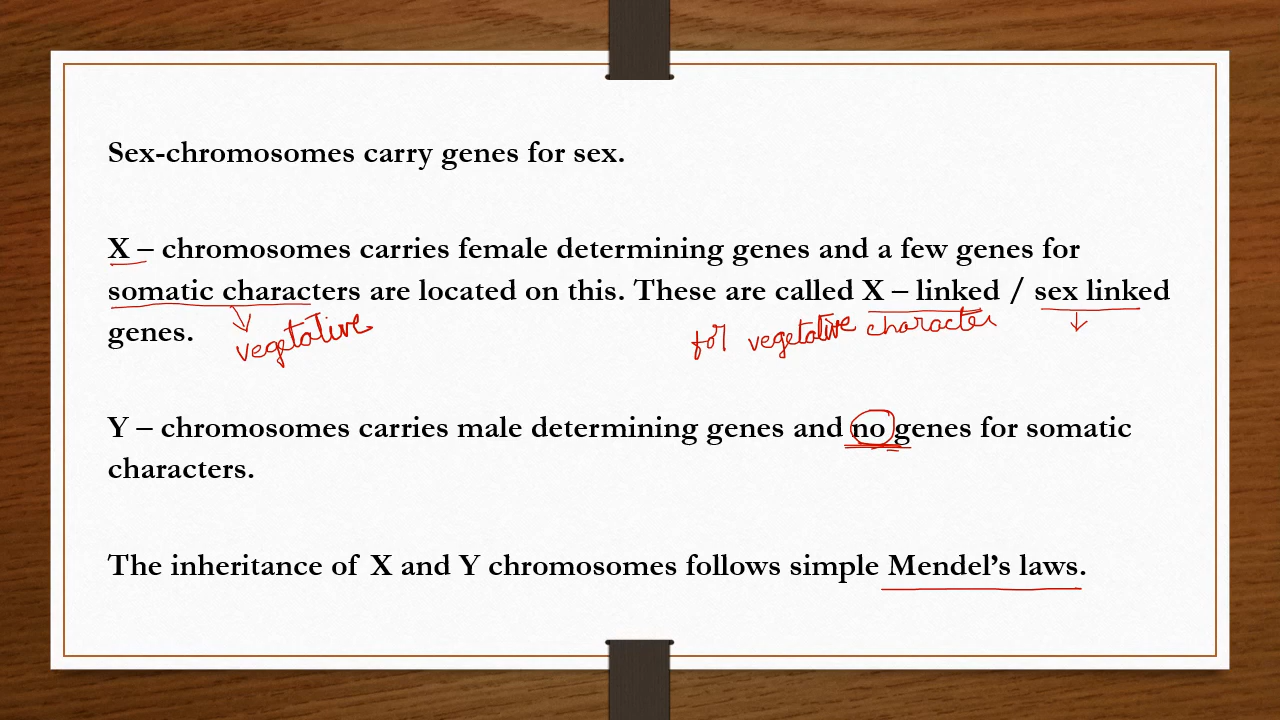 Sex-chromosomes carry genes for sex.
X – chromosomes carries female determining genes and a few genes for
somatic characters are located on this. These are called X – linked / sex linked
genes.
vegetative
for vegetative character
Y – chromosomes carries male determining genes and no genes for somatic
characters.
The inheritance of X and Y chromosomes follows simple Mendel’s laws.